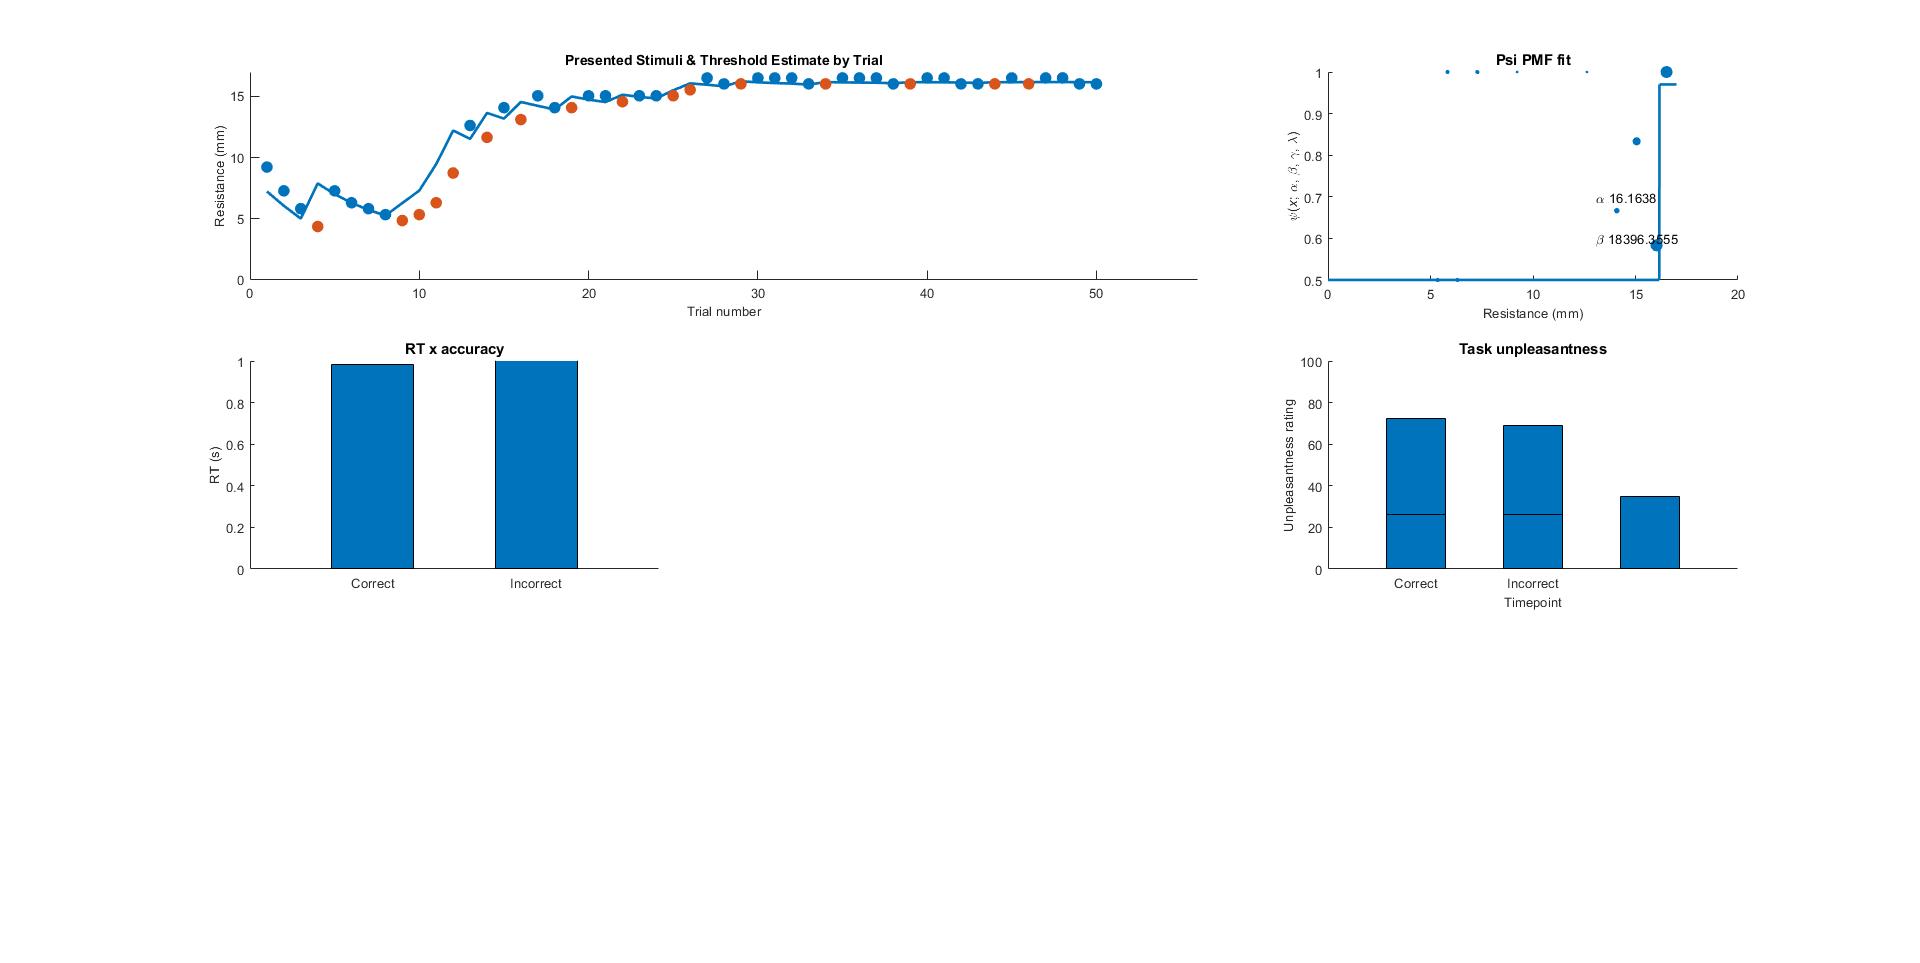 Presented Stimuli & Threshold Estimate by Trial
Resistance (mm)
15
10
5
0
0 10 20 30 40 50
Trial number
Psi PMF fit
ψ(x; α, β, γ, λ)
1
0.9
0.8
0.7
0.6
0.5
α 16.1638
β 18396.3555
0 5 10 15 20
Resistance (mm)
RT x accuracy
RT (s)
1
0.8
0.6
0.4
0.2
0
Correct Incorrect
Task unpleasantness
Unpleasantness rating
100
80
60
40
20
0
Correct Incorrect
Timepoint